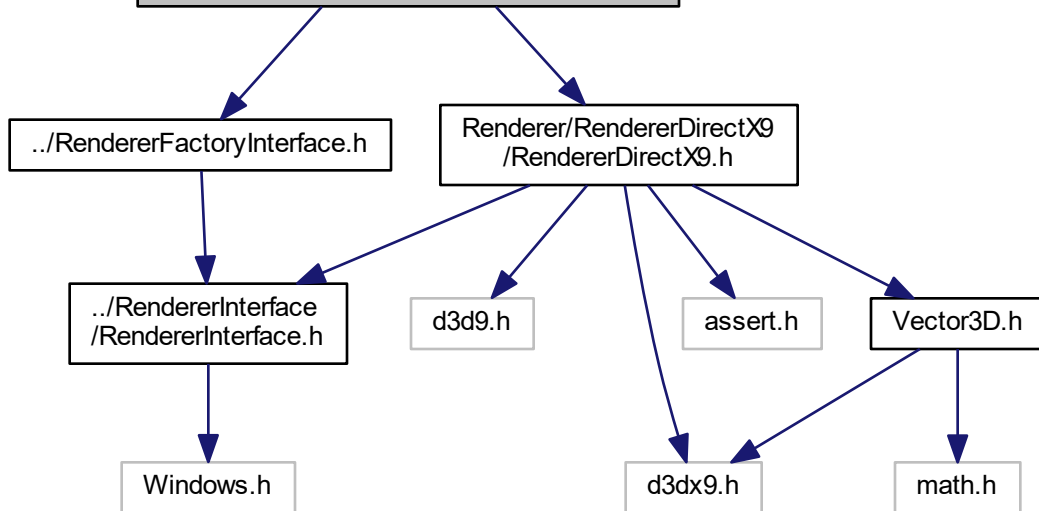 ../RendererFactoryInterface.h
Renderer/RendererDirectX9
/RendererDirectX9.h
../RendererInterface
/RendererInterface.h
d3d9.h
assert.h
Vector3D.h
Windows.h
d3dx9.h
math.h